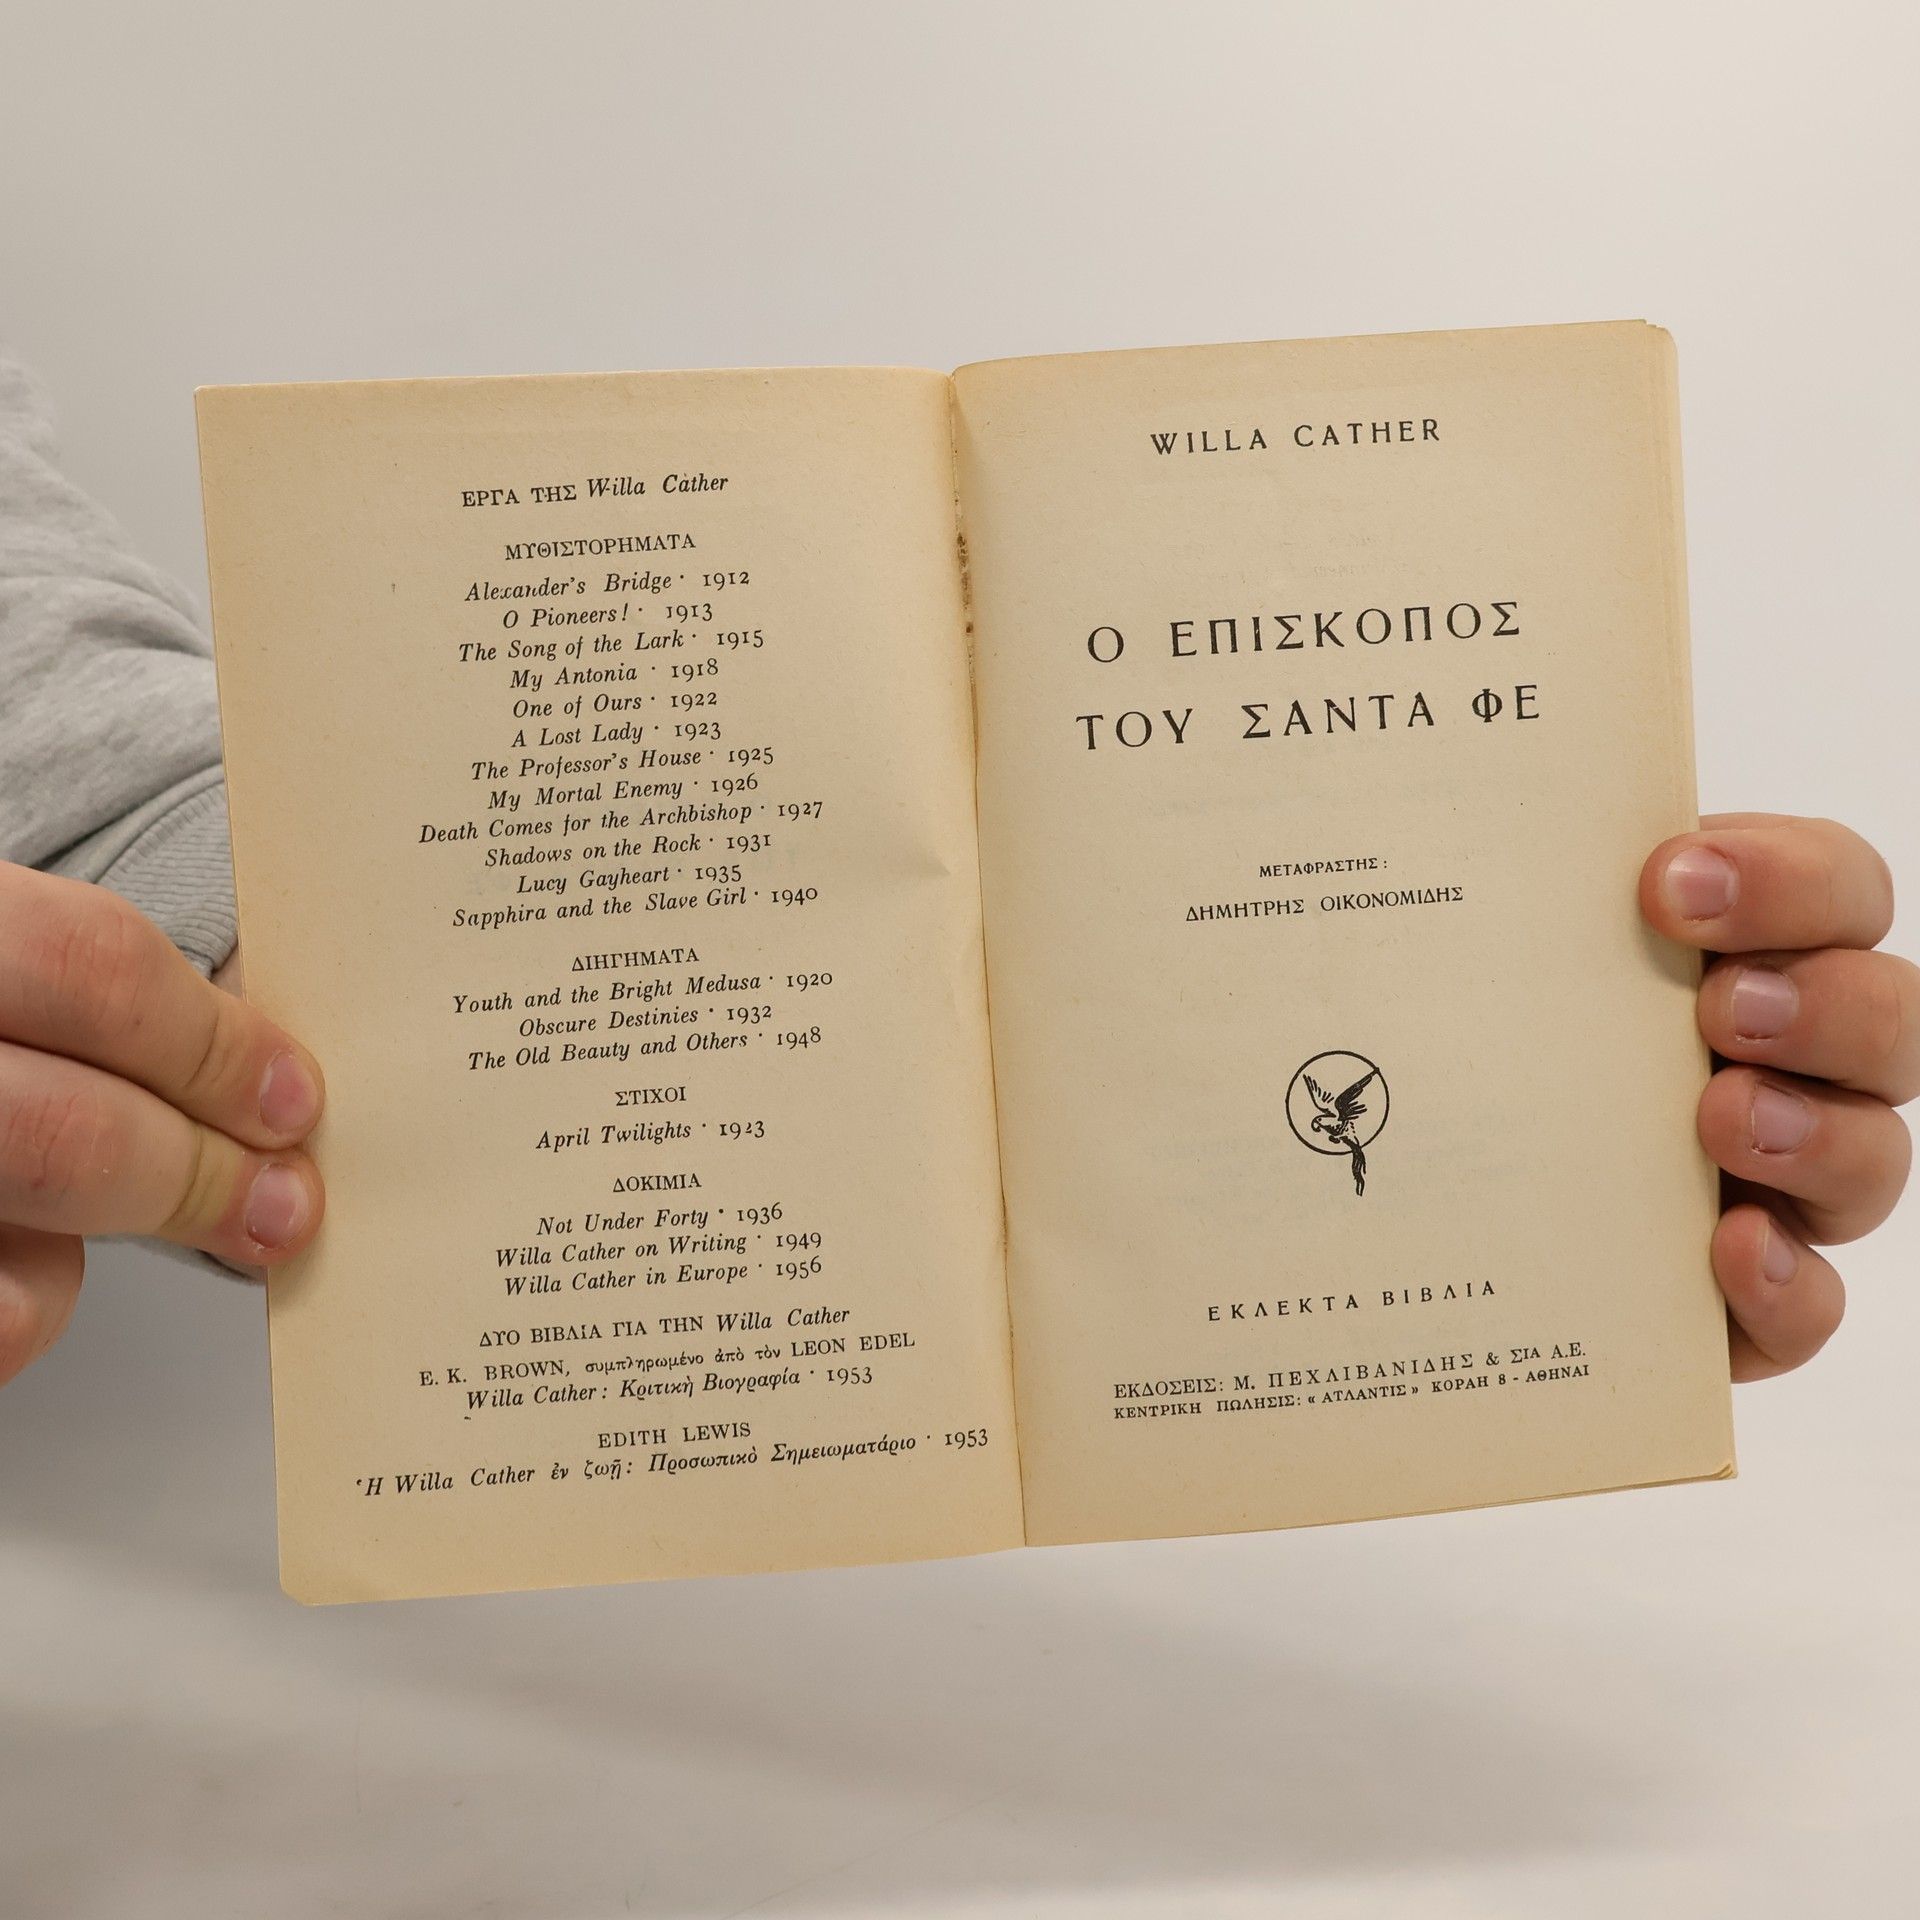 ΕΡΓΑ ΤΗΣ Willa Cather
ΜΥΘΙΣΤΟΡΗΜΑΤΑ
Alexander's Bridge · 1912
O Pioneers! · 1913
The Song of the Lark · 1915
My Antonia · 1918
One of Ours · 1922
A Lost Lady · 1923
The Professor's House · 1925
My Mortal Enemy · 1926
Death Comes for the Archbishop · 1927
Shadows on the Rock · 1931
Lucy Gayheart · 1935
Sapphira and the Slave Girl · 1940
ΔΙΗΓΗΜΑΤΑ
Youth and the Bright Medusa · 1920
Obscure Destinies · 1932
The Old Beauty and Others · 1948
ΣΤΙΧΟΙ
April Twilights · 1923
ΔΟΚΙΜΙΑ
Not Under Forty · 1936
Willa Cather on Writing · 1949
Willa Cather in Europe · 1956
ΔΥΟ ΒΙΒΛΙΑ ΓΙΑ ΤΗΝ Willa Cather
E. K. BROWN, συμπληρωμένο ἀπὸ τὸν LEON EDEL
Willa Cather: Κριτικὴ Βιογραφία · 1953
EDITH LEWIS
Ἡ Willa Cather ἐν ζωῇ: Προσωπικὸ Σημειωματάριο · 1953
WILLA CATHER
Ο ΕΠΙΣΚΟΠΟΣ
ΤΟΥ ΣΑΝΤΑ ΦΕ
ΜΕΤΑΦΡΑΣΤΗΣ:
ΔΗΜΗΤΡΗΣ ΟΙΚΟΝΟΜΙΔΗΣ
ΕΚΛΕΚΤΑ ΒΙΒΛΙΑ
ΕΚΔΟΣΕΙΣ: Μ. ΠΕΧΛΙΒΑΝΙΔΗΣ & ΣΙΑ Α.Ε.
ΚΕΝΤΡΙΚΗ ΠΩΛΗΣΙΣ: «ΑΤΛΑΝΤΙΣ» ΚΟΡΑΗ 8 - ΑΘΗΝΑΙ